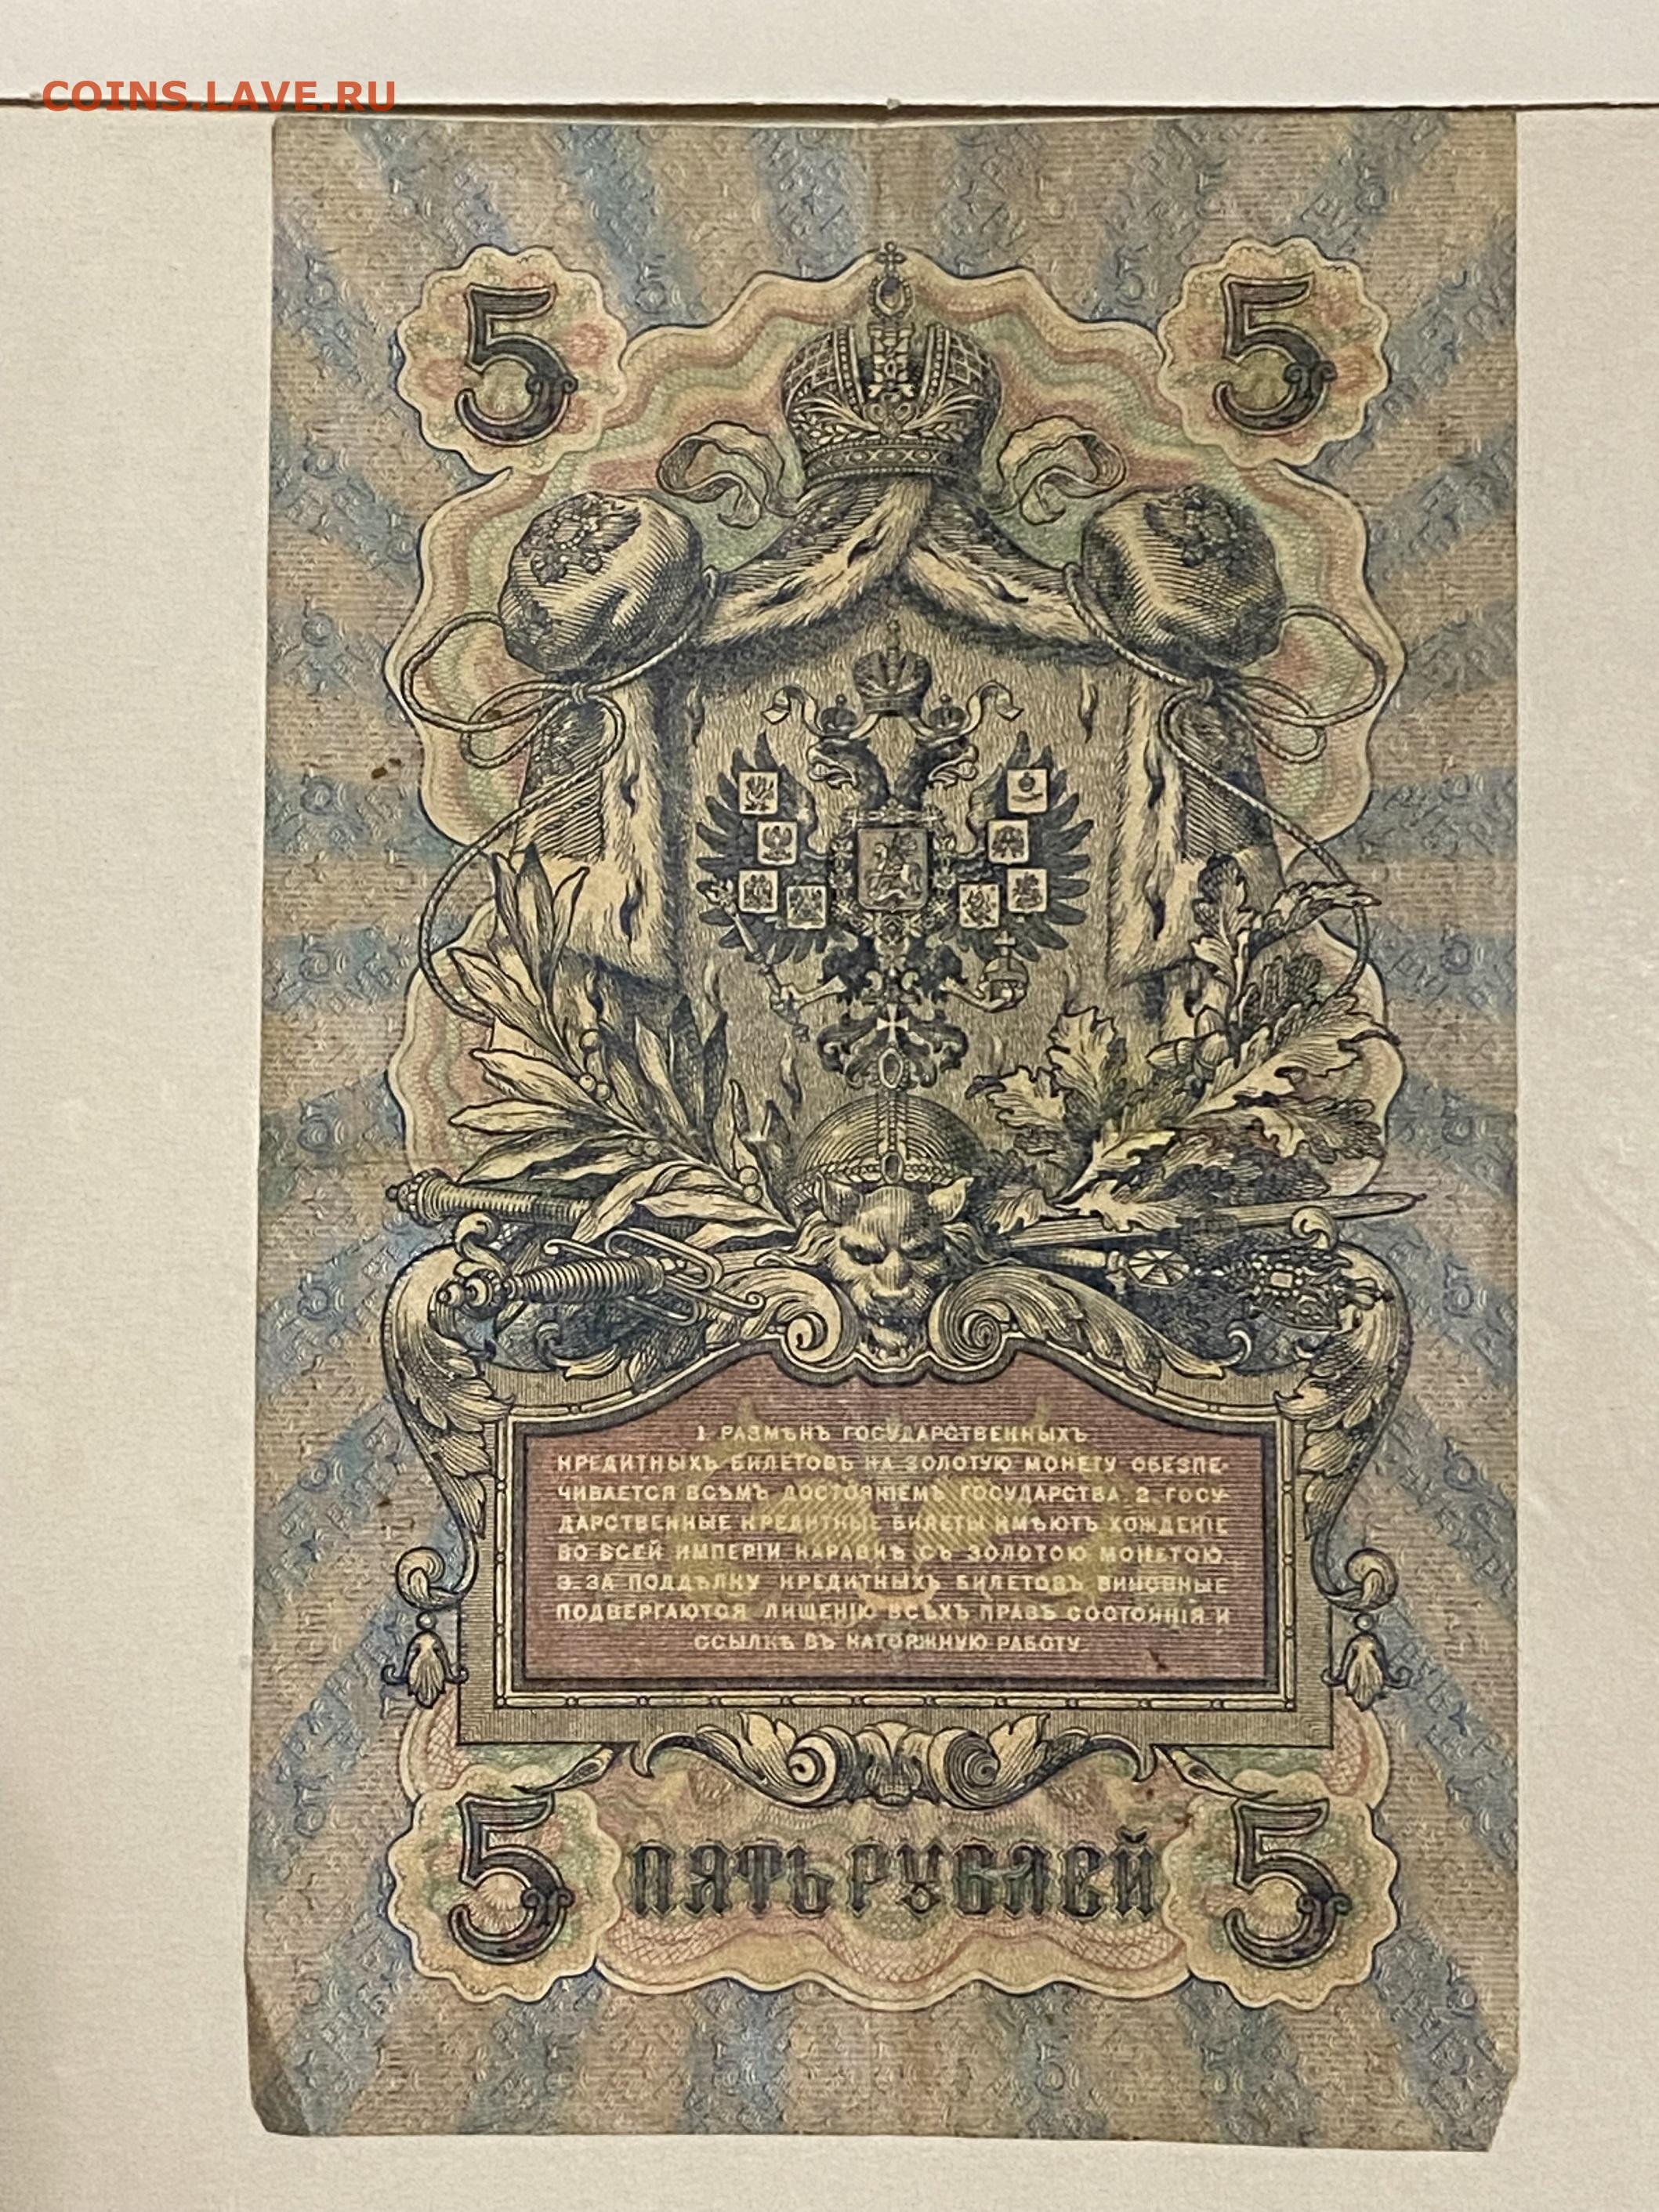 COINS.LAVE.RU
5 5
1. РАЗМѢНЪ ГОСУДАРСТВЕННЫХЪ
КРЕДИТНЫХЪ БИЛЕТОВЪ НА ЗОЛОТУЮ МОНЕТУ ОБЕЗПЕ-
ЧИВАЕТСЯ ВСѢМЪ ДОСТОЯНІЕМЪ ГОСУДАРСТВА. 2. ГОСУ-
ДАРСТВЕННЫЕ КРЕДИТНЫЕ БИЛЕТЫ ИМѢЮТЪ ХОЖДЕНІЕ
ВО ВСЕЙ ИМПЕРІИ НАРАВНѢ СЪ ЗОЛОТОЮ МОНЕТОЮ.
3. ЗА ПОДДѢЛКУ КРЕДИТНЫХЪ БИЛЕТОВЪ ВИНОВНЫЕ
ПОДВЕРГАЮТСЯ ЛИШЕНІЮ ВСѢХЪ ПРАВЪ СОСТОЯНІЯ И
ССЫЛКѢ ВЪ КАТОРЖНУЮ РАБОТУ.
5 ПЯТЬ РУБЛЕЙ 5